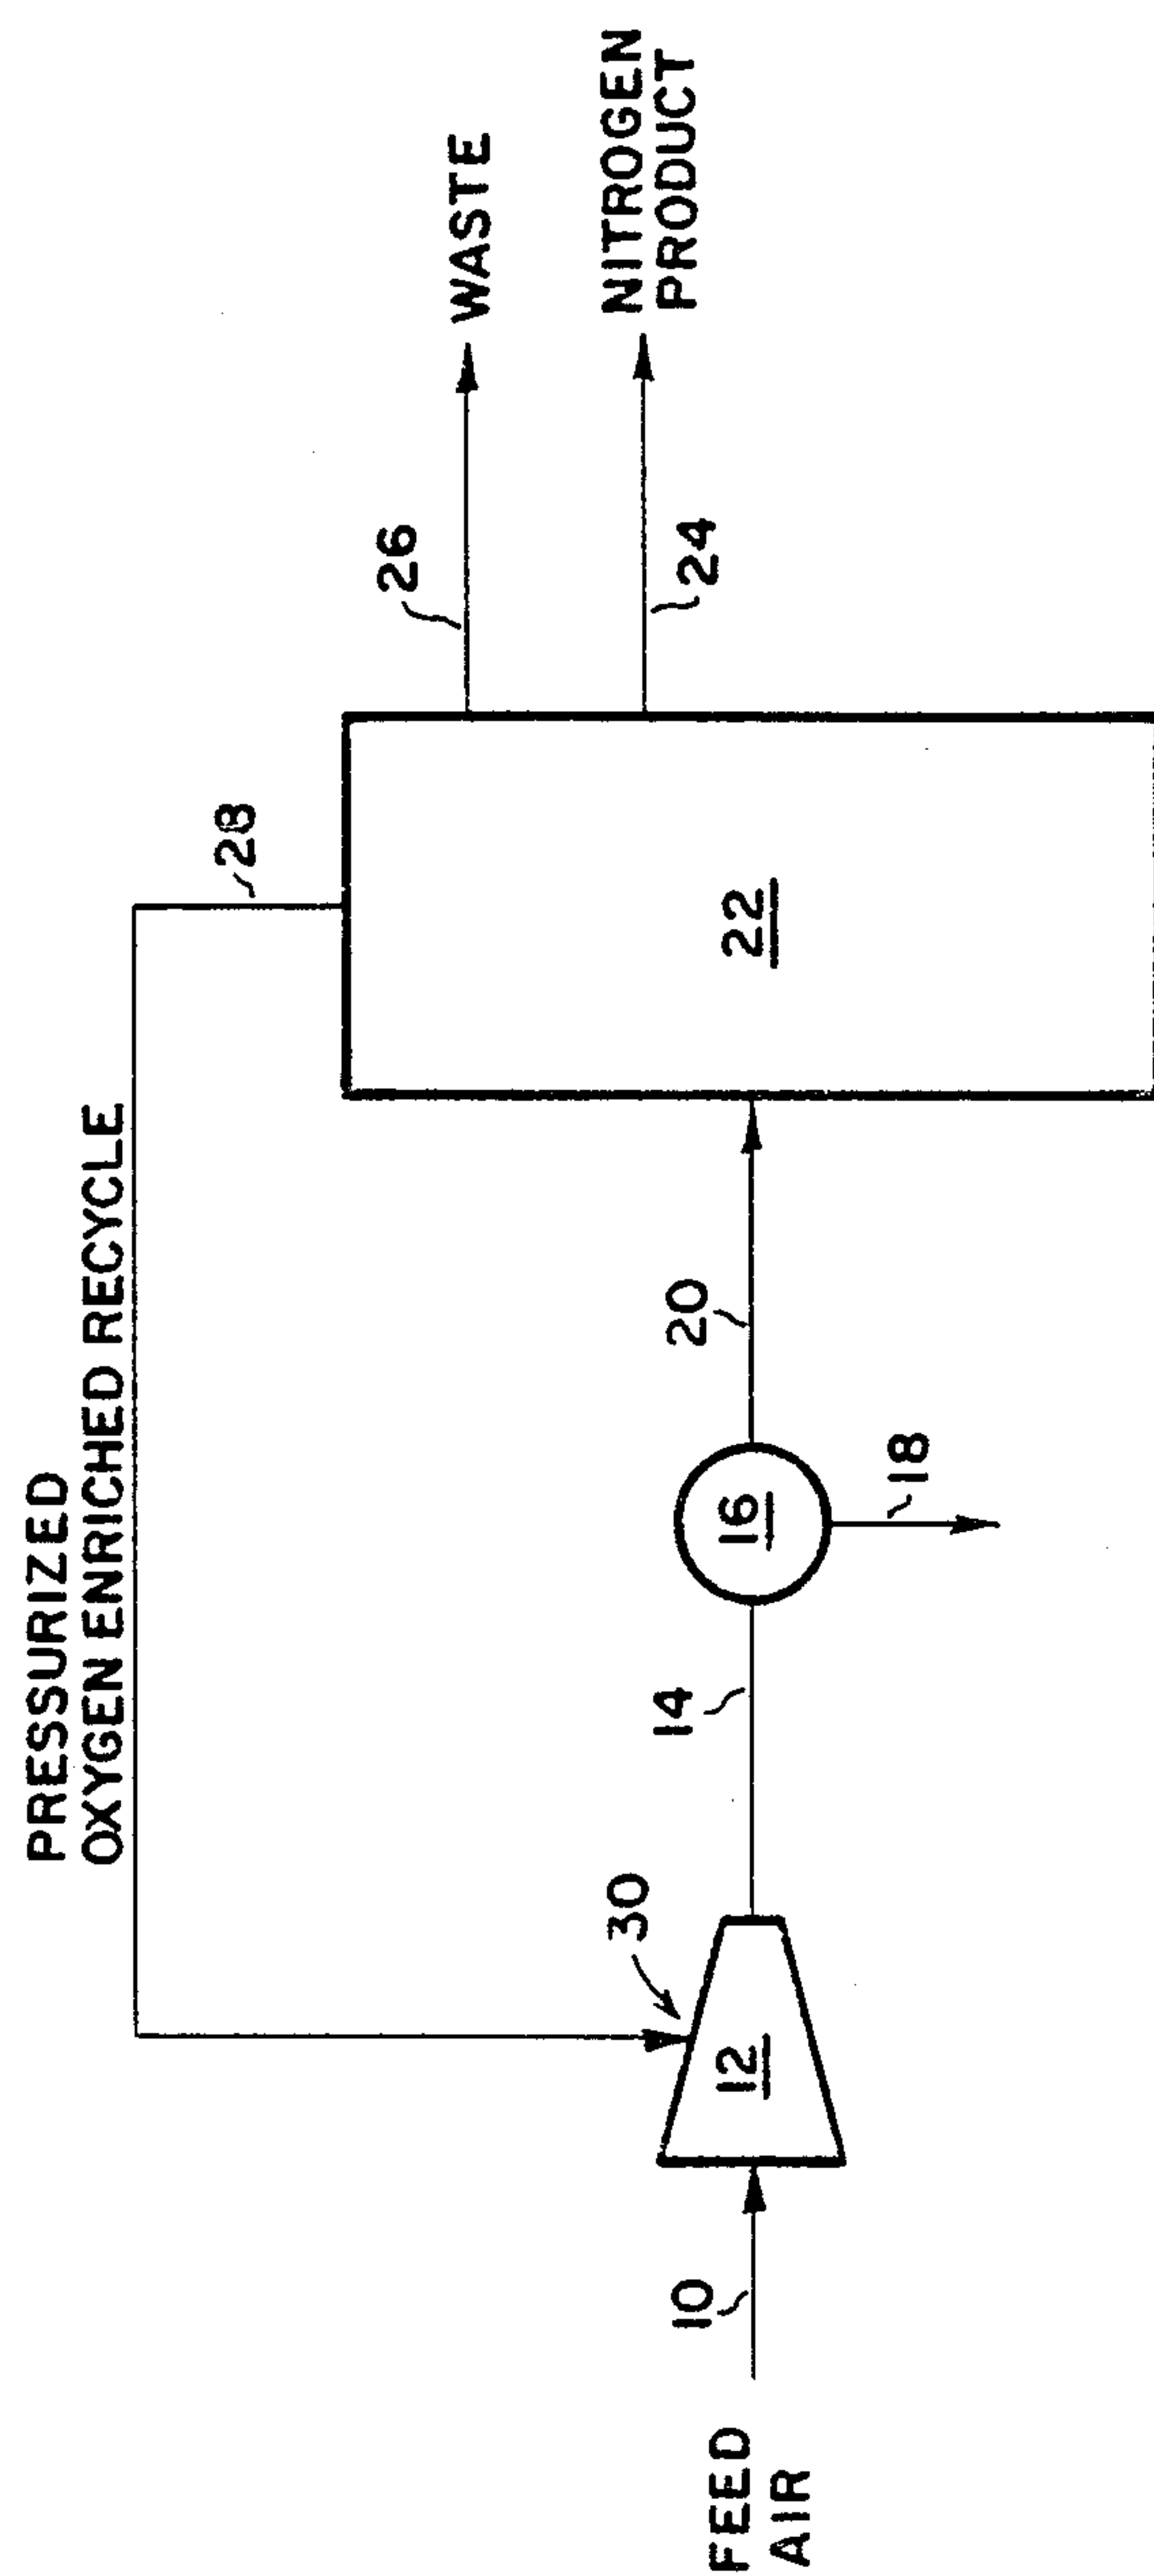 PRESSURIZED
OXYGEN ENRICHED RECYCLE
28
26
WASTE
30
14
20
24
NITROGEN
PRODUCT
FEED
AIR
10
12
16
18
22